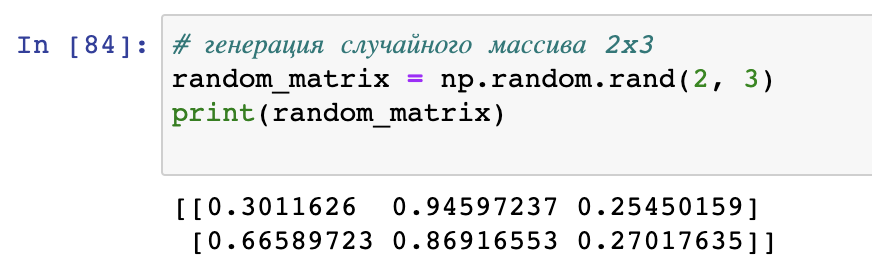 In [84]: # генерация случайного массива 2x3
random_matrix = np.random.rand(2, 3)
print(random_matrix)
[[0.3011626  0.94597237 0.25450159]
 [0.66589723 0.86916553 0.27017635]]